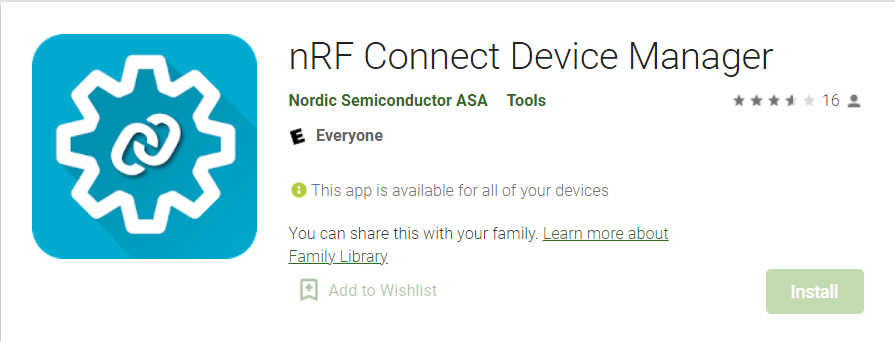 nRF Connect Device Manager
Nordic Semiconductor ASA Tools 16
E Everyone
This app is available for all of your devices
You can share this with your family. Learn more about
Family Library
Add to Wishlist
Install